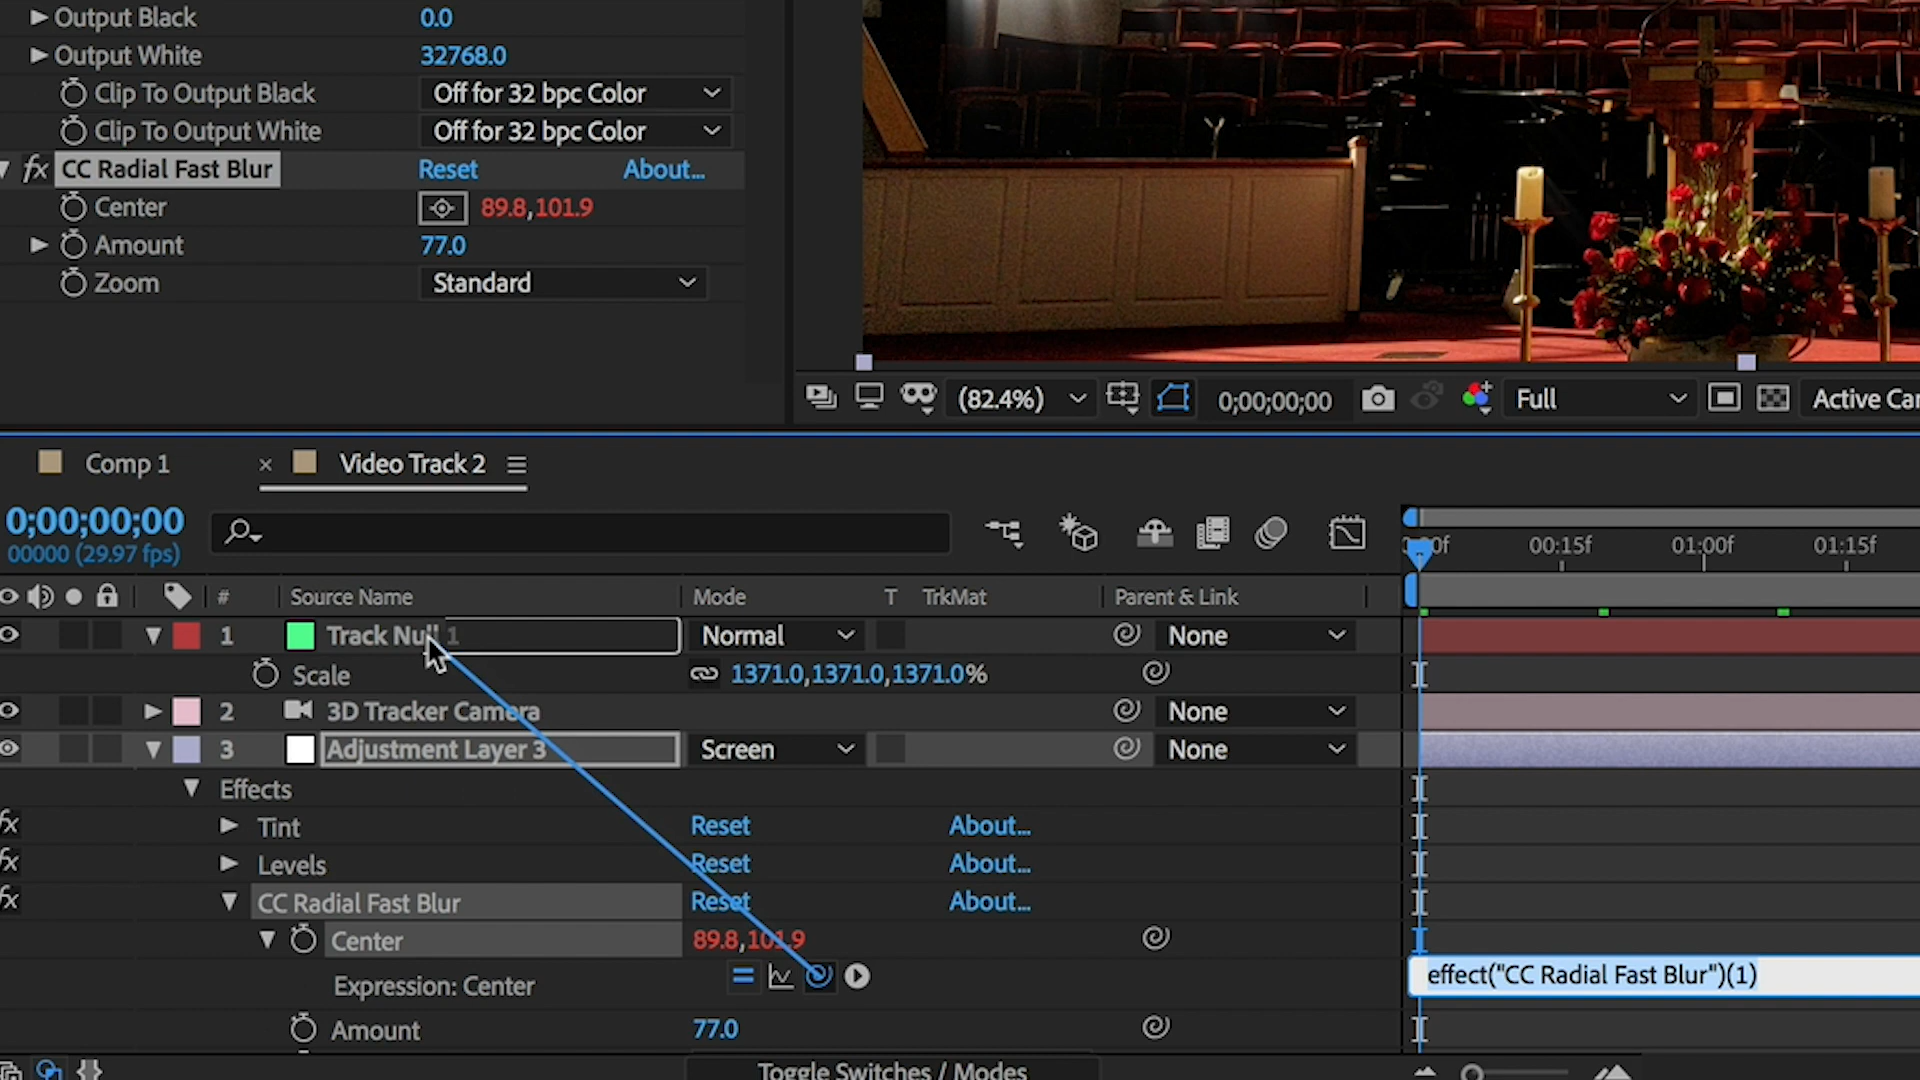 Output Black 0.0
Output White 32768.0
Clip To Output Black Off for 32 bpc Color
Clip To Output White Off for 32 bpc Color
fx CC Radial Fast Blur Reset About...
Center 89.8,101.9
Amount 77.0
Zoom Standard
(82.4%) 0;00;00;00 Full
Comp 1 × Video Track 2
0;00;00;00
00000 (29.97 fps)
00:15f 01:00f 01:15f
# Source Name Mode T TrkMat Parent & Link
1 Track Null 1 Normal None
Scale 1371.0,1371.0,1371.0%
2 3D Tracker Camera None
3 Adjustment Layer 3 Screen None
Effects
fx Tint Reset About...
fx Levels Reset About...
fx CC Radial Fast Blur Reset About...
Center 89.8,101.9
Expression: Center effect("CC Radial Fast Blur")(1)
Amount 77.0
Toggle Switches / Modes